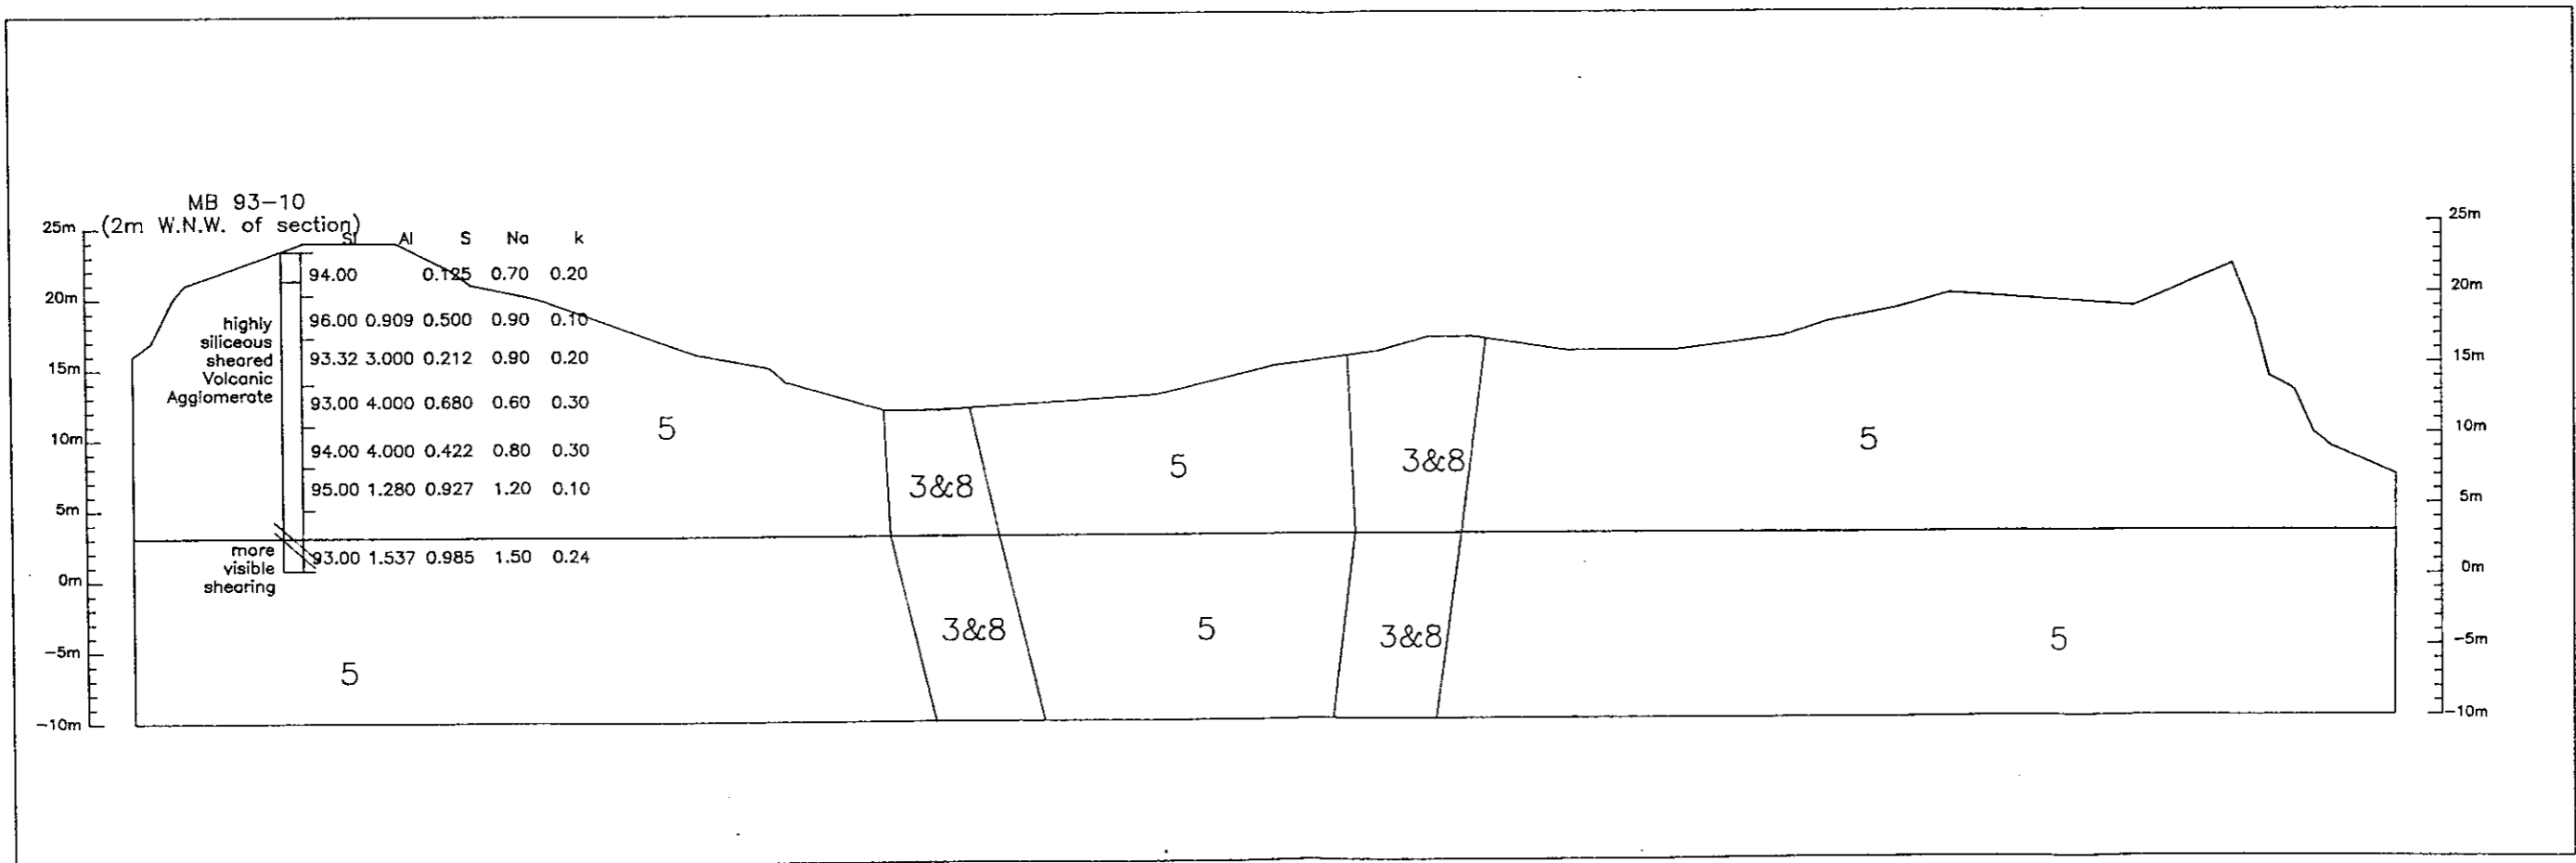 MB 93-10
(2m W.N.W. of section)
Si Al S Na k
94.00 0.125 0.70 0.20
96.00 0.909 0.500 0.90 0.10
93.32 3.000 0.212 0.90 0.20
93.00 4.000 0.680 0.60 0.30
94.00 4.000 0.422 0.80 0.30
95.00 1.280 0.927 1.20 0.10
93.00 1.537 0.985 1.50 0.24
highly
siliceous
sheared
Volcanic
Agglomerate
more
visible
shearing
25m
20m
15m
10m
5m
0m
-5m
-10m
5
3&8
5
3&8
5
5
3&8
5
3&8
5
25m
20m
15m
10m
5m
0m
-5m
-10m